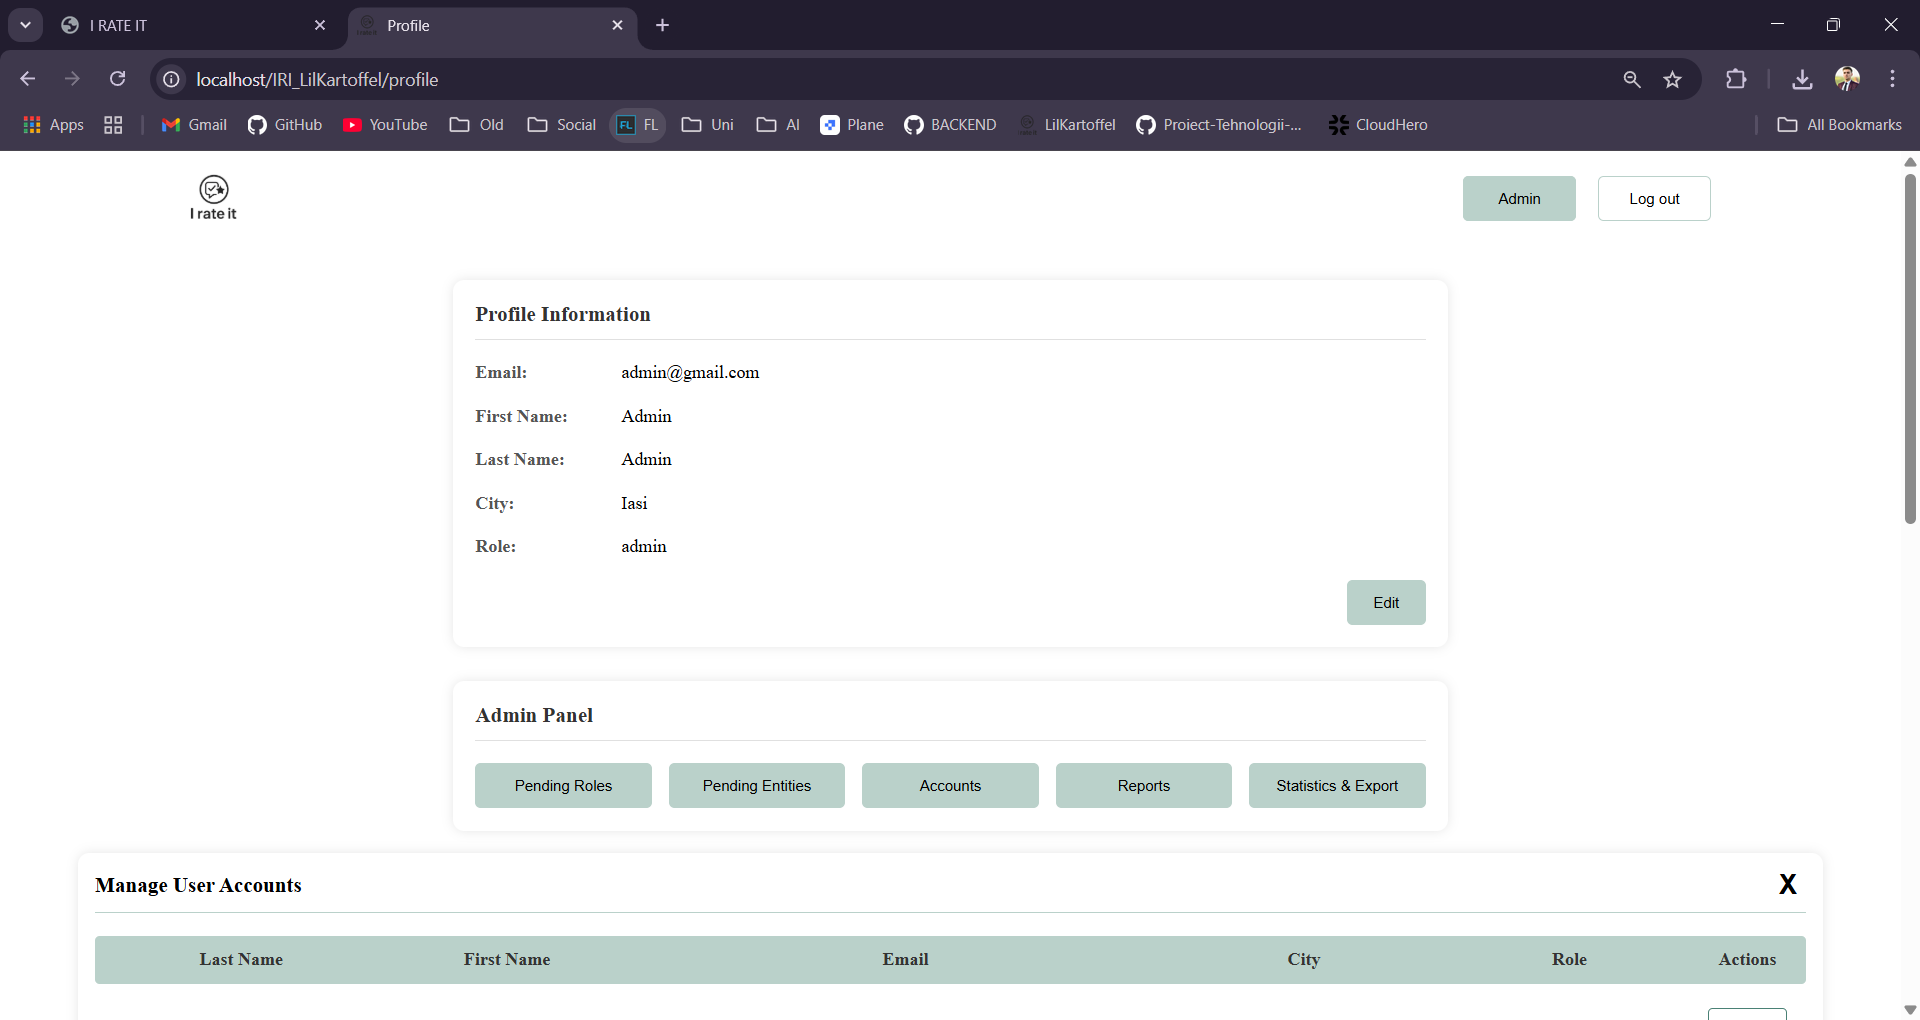 I RATE IT
Profile
localhost/IRI_LilKartoffel/profile
Apps Gmail GitHub YouTube Old Social FL FL Uni AI Plane BACKEND LilKartoffel Proiect-Tehnologii-... CloudHero All Bookmarks
I rate it
Admin Log out
Profile Information
Email: admin@gmail.com
First Name: Admin
Last Name: Admin
City: Iasi
Role: admin
Edit
Admin Panel
Pending Roles Pending Entities Accounts Reports Statistics & Export
Manage User Accounts X
Last Name First Name Email City Role Actions